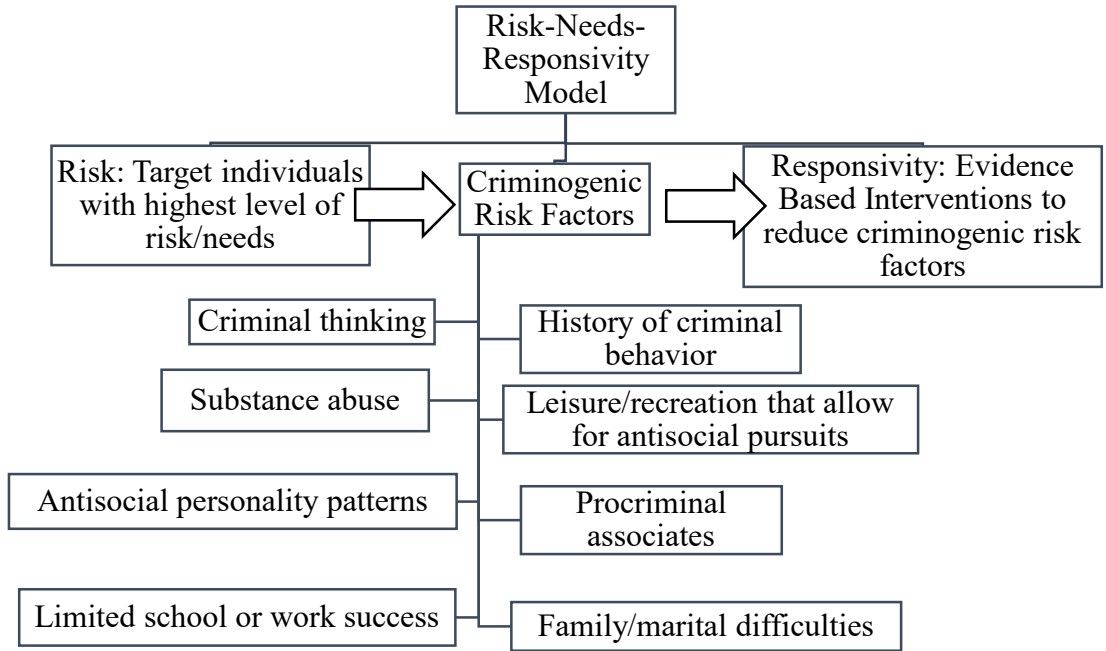 Risk-Needs-
Responsivity
Model
Risk: Target individuals
with highest level of
risk/needs
Criminogenic
Risk Factors
Responsivity: Evidence
Based Interventions to
reduce criminogenic risk
factors
Criminal thinking
History of criminal
behavior
Substance abuse
Leisure/recreation that allow
for antisocial pursuits
Antisocial personality patterns
Procriminal
associates
Limited school or work success
Family/marital difficulties